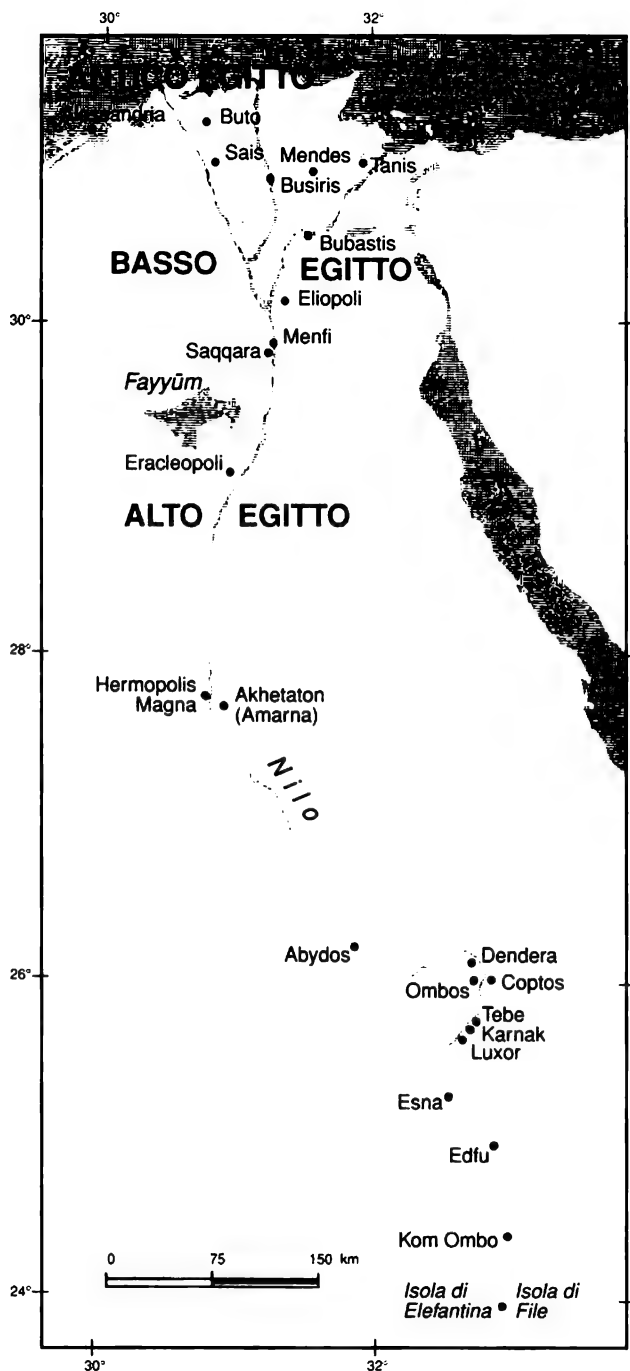 30°
32°
ANTICO EGITTO
Buto
Sais
Mendes
Tanis
Busiris
Bubastis
BASSO EGITTO
Eliopoli
30°
Menfi
Saqqara
Fayyūm
Eracleopoli
ALTO EGITTO
28°
Hermopolis
Magna
Akhetaton
(Amarna)
Nilo
Abydos
Dendera
26°
Ombos
Coptos
Tebe
Karnak
Luxor
Esna
Edfu
Kom Ombo
0 75 150 km
24°
Isola di
Elefantina
Isola di
File
30°
32°